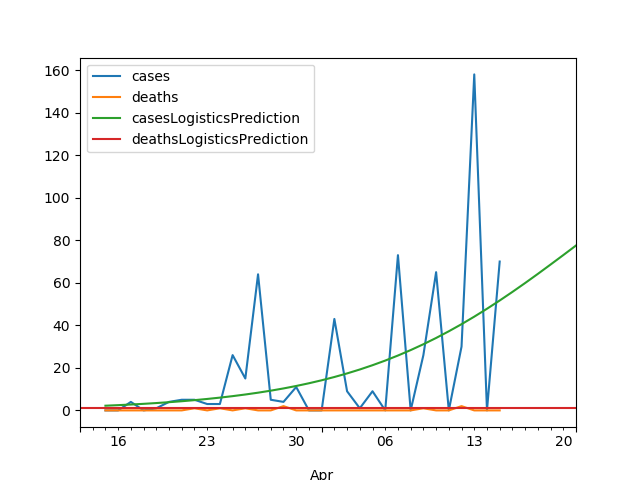 160
140
120
100
80
60
40
20
0
cases
deaths
casesLogisticsPrediction
deathsLogisticsPrediction
16 23 30 06 13 20
Apr